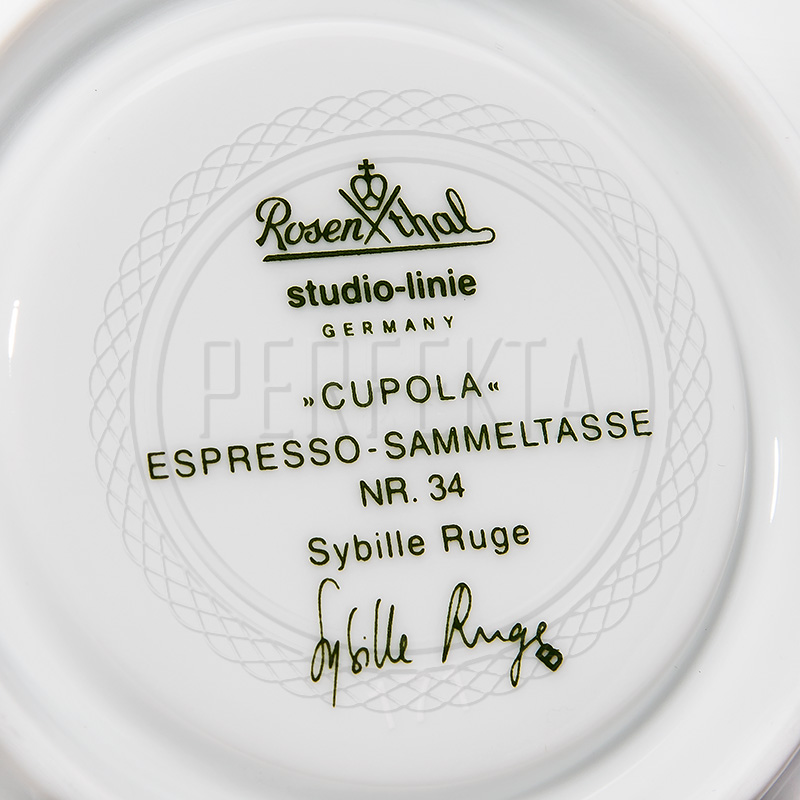 Rosenthal
studio-linie
GERMANY
PERFEKTA
»CUPOLA«
ESPRESSO-SAMMELTASSE
NR. 34
Sybille Ruge
Sybille Ruge
B